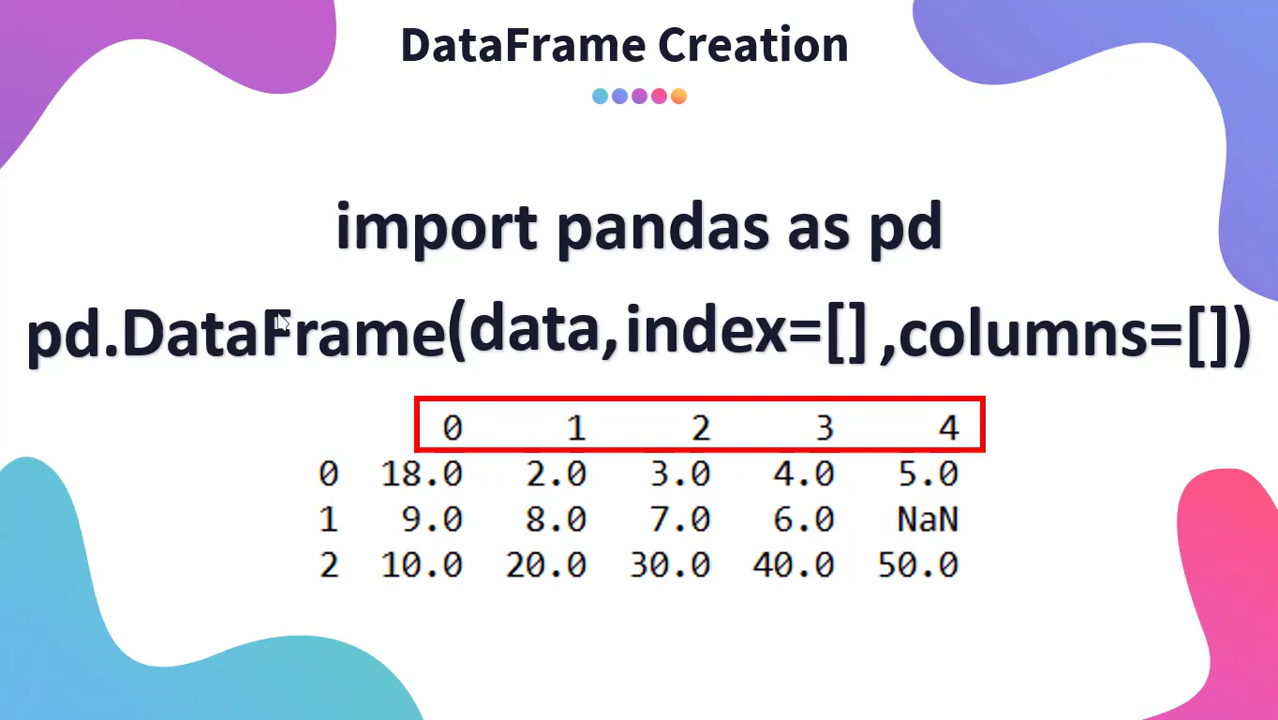 DataFrame Creation
import pandas as pd
pd.DataFrame(data,index=[] ,columns=[])
0 1 2 3 4
0 18.0 2.0 3.0 4.0 5.0
1 9.0 8.0 7.0 6.0 NaN
2 10.0 20.0 30.0 40.0 50.0